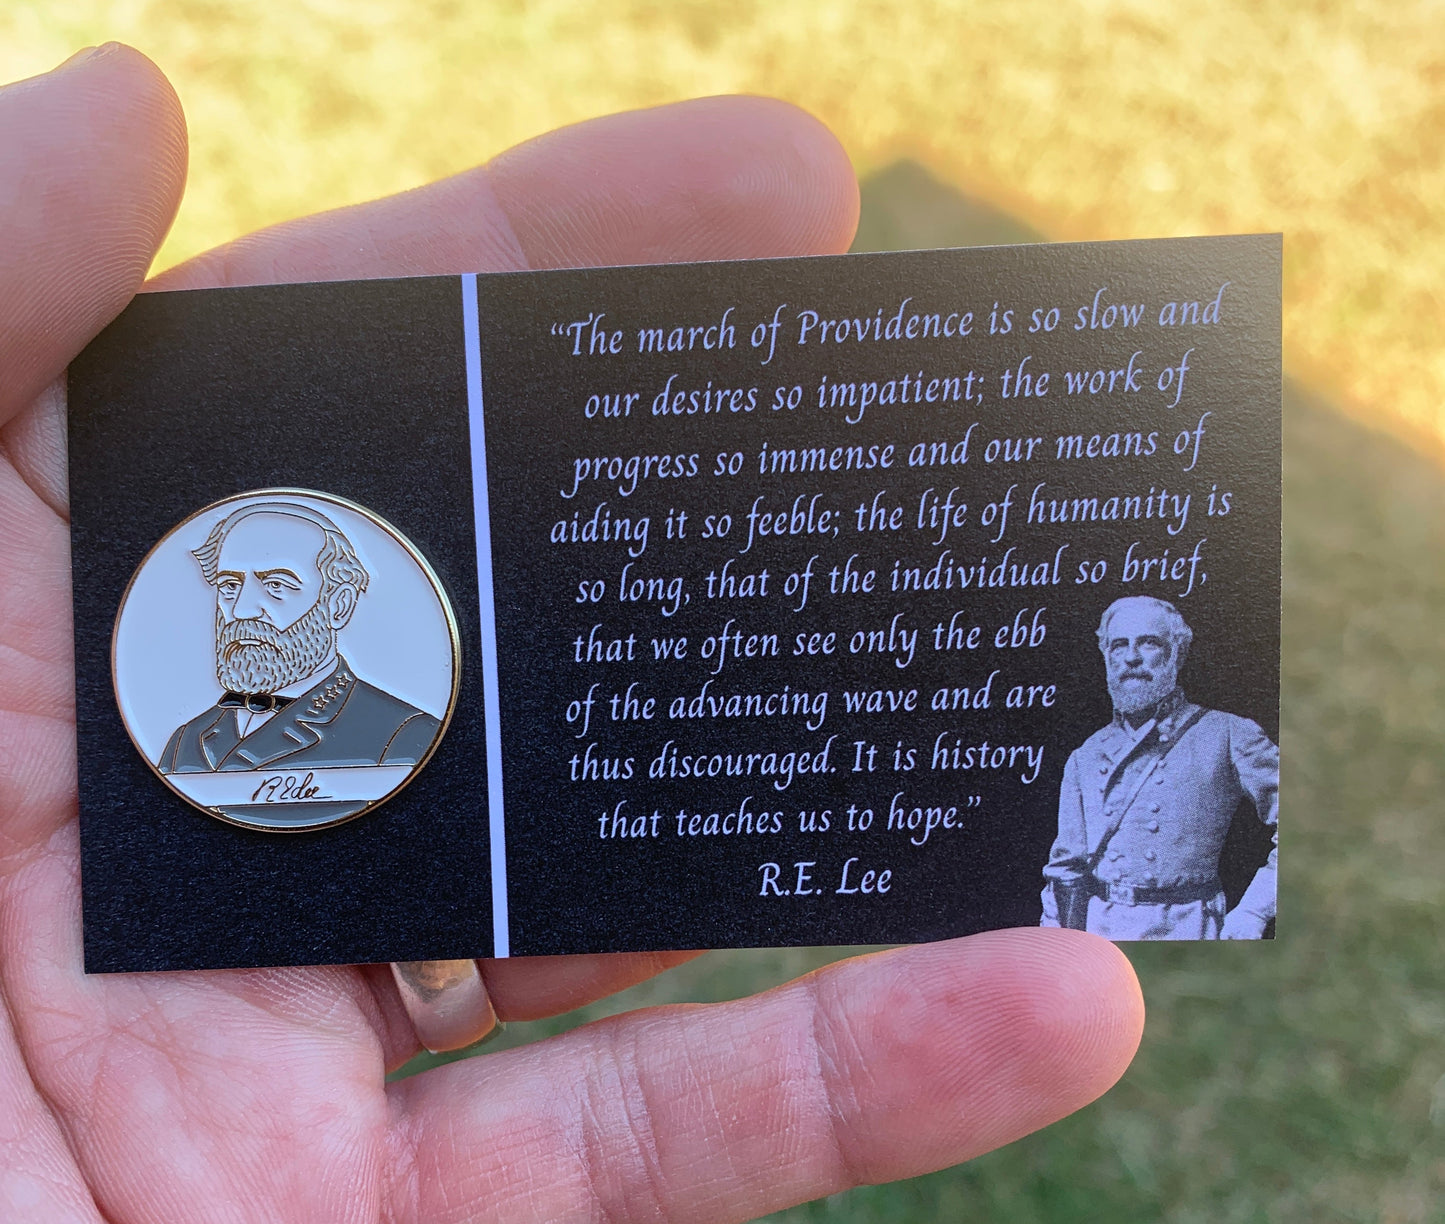 “The march of Providence is so slow and
our desires so impatient; the work of
progress so immense and our means of
aiding it so feeble; the life of humanity is
so long, that of the individual so brief,
that we often see only the ebb
of the advancing wave and are
thus discouraged. It is history
that teaches us to hope.”
R.E. Lee
RELee